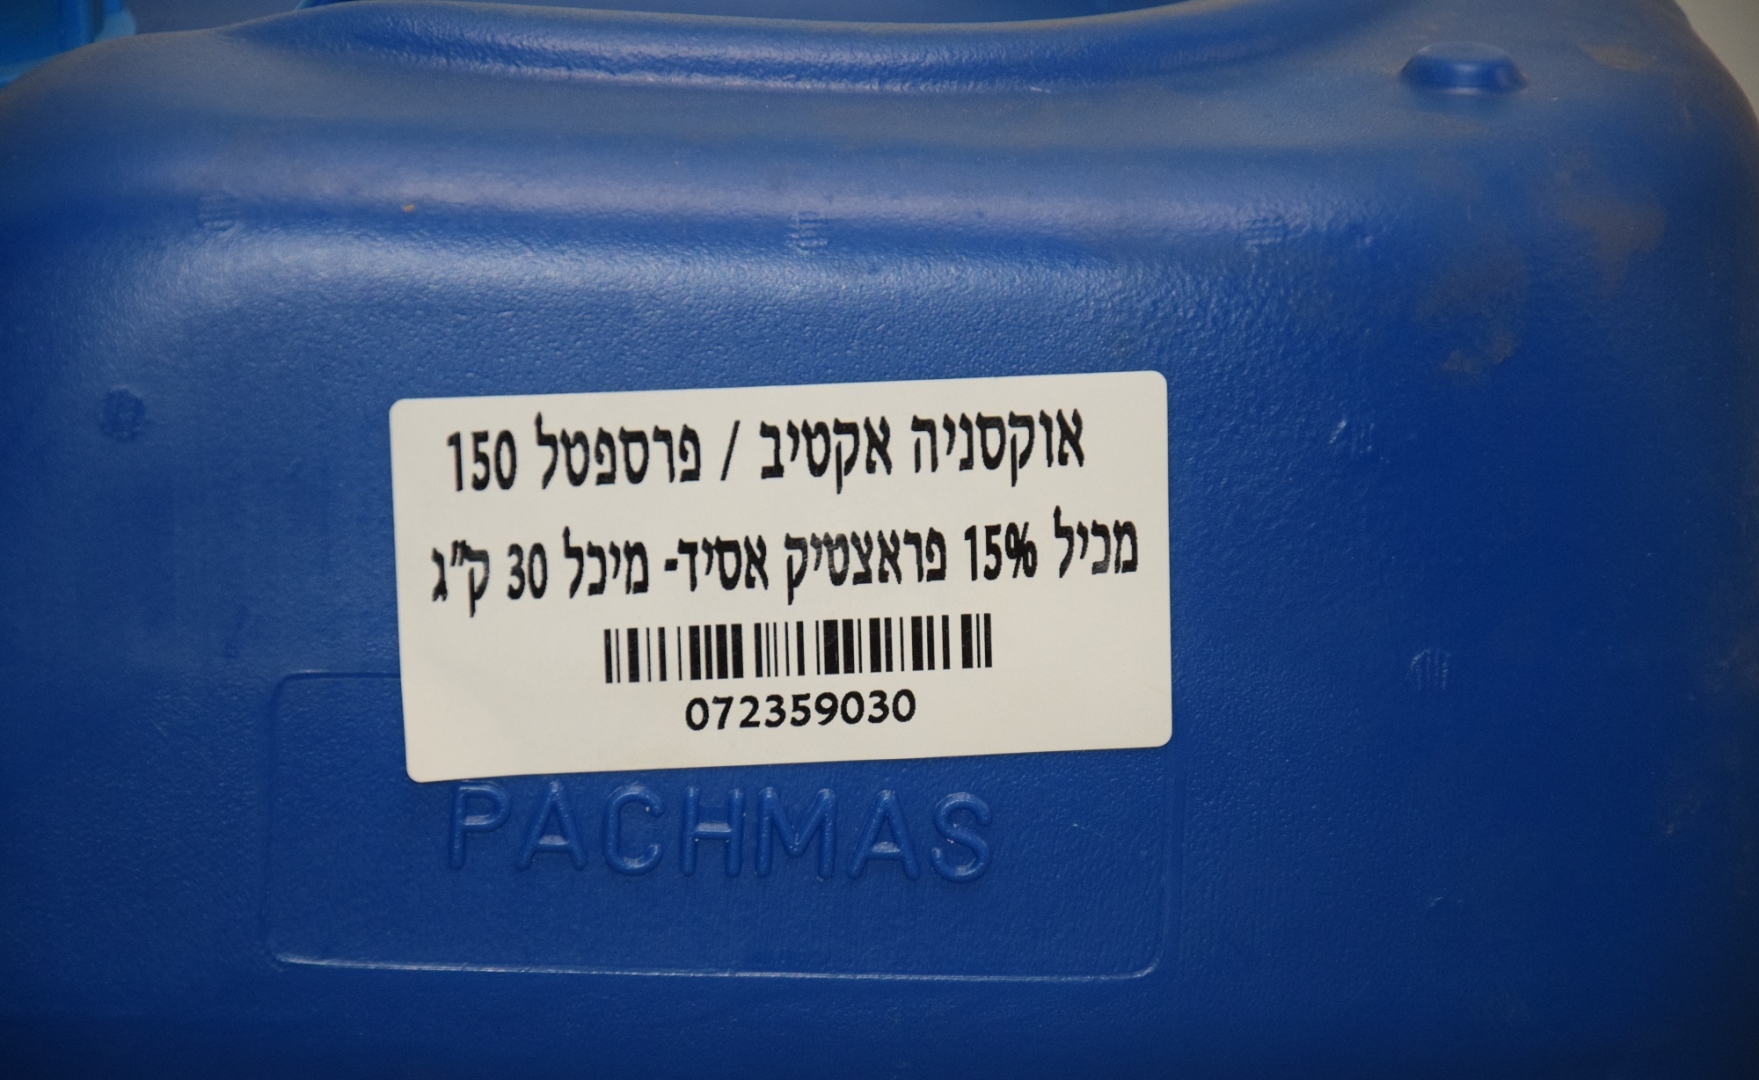 אוקסניה אקטיב / פרספטל 150
מכיל 15% פראצטיק אסיד- מיכל 30 ק"ג
072359030
PACHMAS